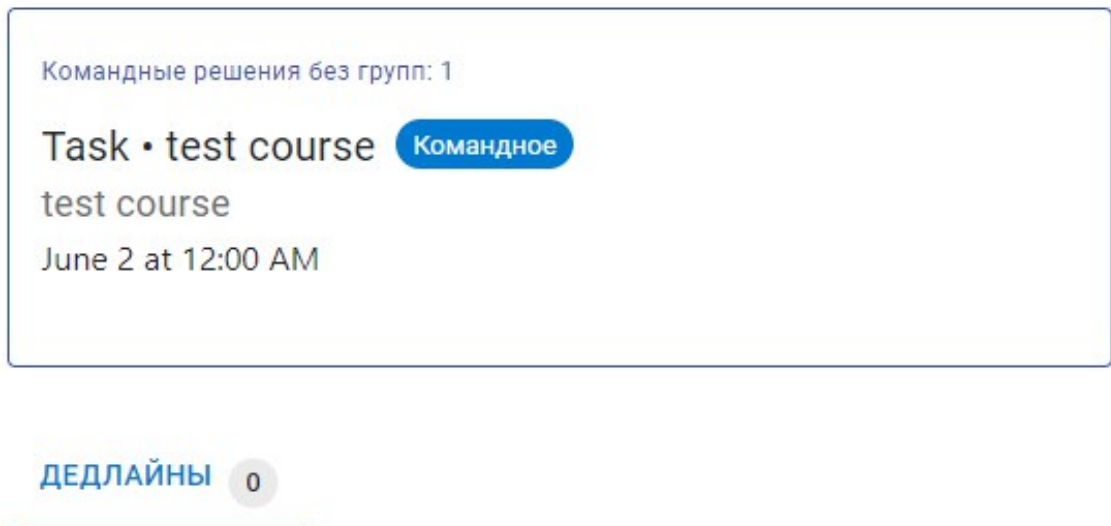 Командные решения без групп: 1
Task • test course Командное
test course
June 2 at 12:00 AM
ДЕДЛАЙНЫ 0